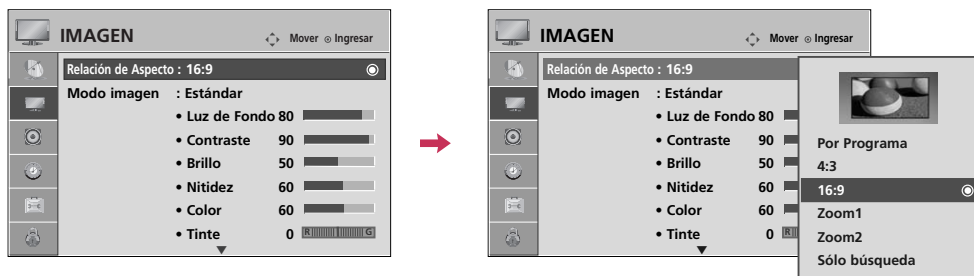 IMAGEN
Mover Ingresar
Relación de Aspecto : 16:9
Modo imagen : Estándar
• Luz de Fondo 80
• Contraste 90
• Brillo 50
• Nitidez 60
• Color 60
• Tinte 0 R G
IMAGEN
Mover Ingresar
Relación de Aspecto : 16:9
Modo imagen : Estándar
• Luz de Fondo 80
• Contraste 90
• Brillo 50
• Nitidez 60
• Color 60
• Tinte 0 R
Por Programa
4:3
16:9
Zoom1
Zoom2
Sólo búsqueda